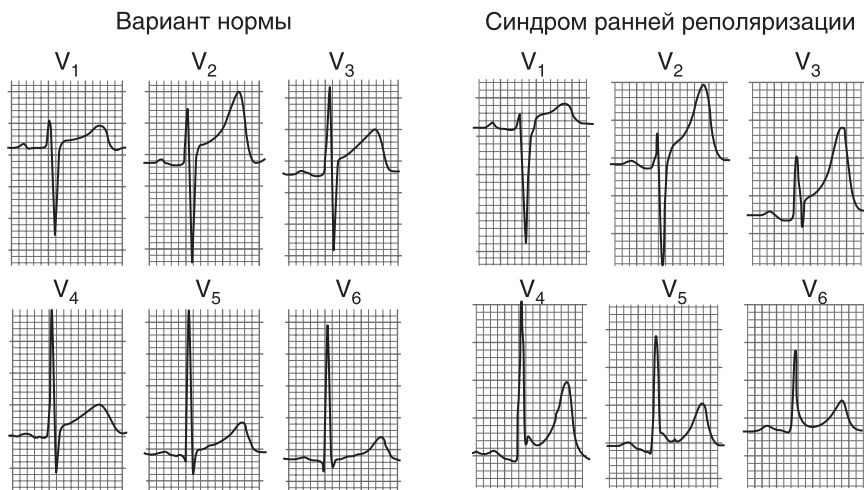 Вариант нормы
V1 V2 V3
V4 V5 V6
Синдром ранней реполяризации
V1 V2 V3
V4 V5 V6